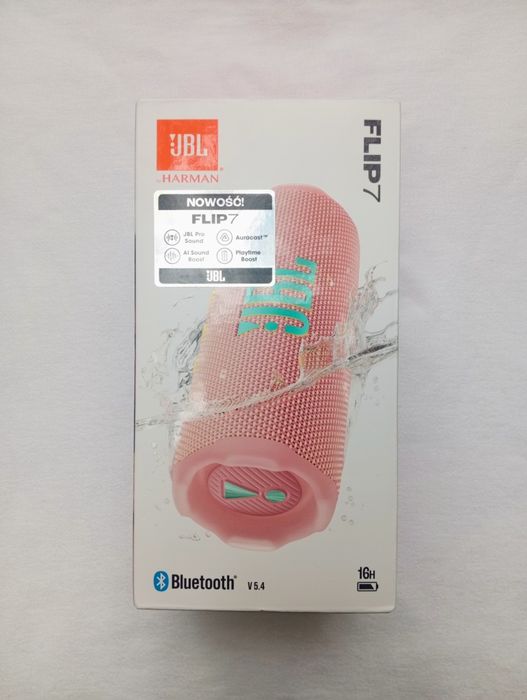 JBL
by HARMAN
FLIP7
NOWOŚĆ!
FLIP7
JBL Pro Sound
Auracast™
AI Sound Boost
Playtime Boost
JBL
JBL
Bluetooth® V 5.4
16H